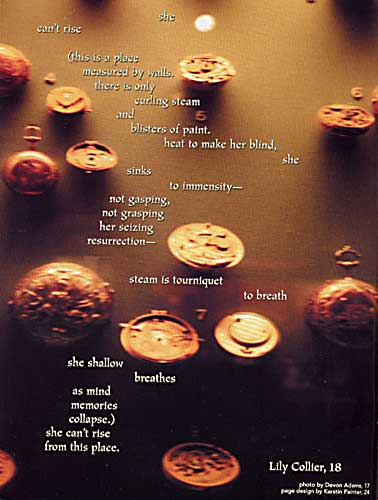 she
can't rise
(this is a place
measured by walls.
there is only
curling steam
and
blisters of paint.
heat to make her blind,
she
sinks
to immensity—
not gasping,
not grasping
her seizing
resurrection—
steam is tourniquet
to breath
she shallow
breathes
as mind
memories
collapse.)
she can't rise
from this place.
Lily Collier, 18
photo by Devon Adams, 17
page design by Karstin Painter, 24